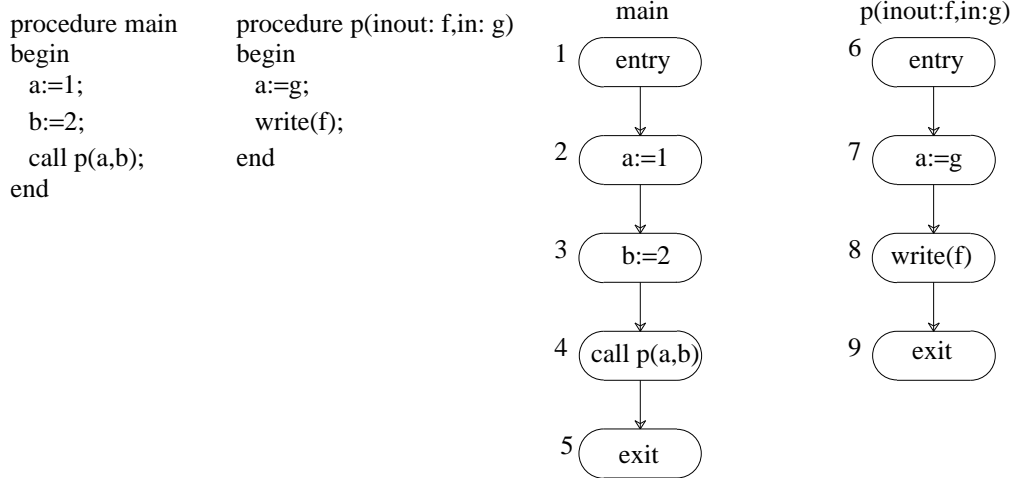 procedure main
begin
a:=1;
b:=2;
call p(a,b);
end
procedure p(inout: f,in: g)
begin
a:=g;
write(f);
end
main
1 entry
2 a:=1
3 b:=2
4 call p(a,b)
5 exit
p(inout:f,in:g)
6 entry
7 a:=g
8 write(f)
9 exit